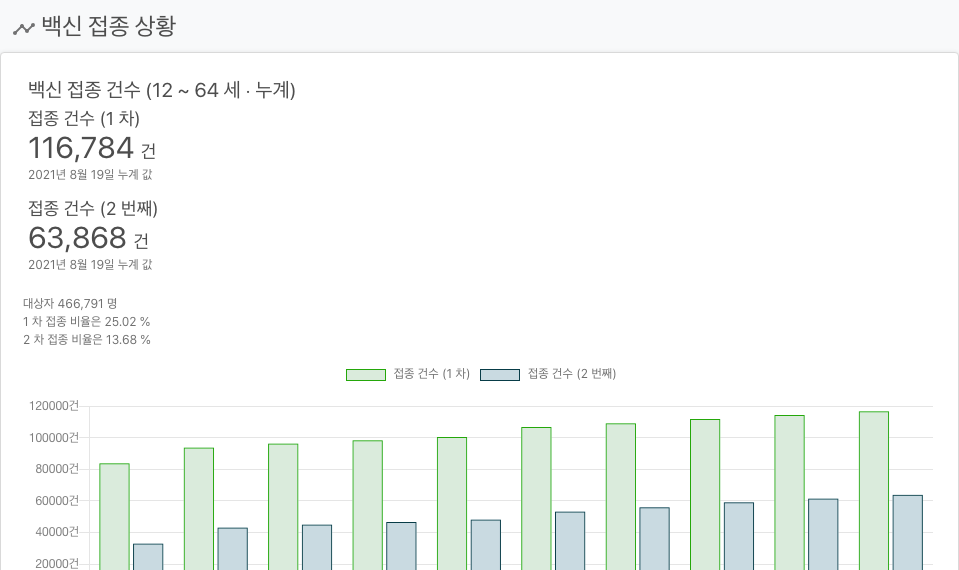 백신 접종 상황
백신 접종 건수 (12 ~ 64 세 · 누계)
접종 건수 (1 차)
116,784 건
2021년 8월 19일 누계 값
접종 건수 (2 번째)
63,868 건
2021년 8월 19일 누계 값
대상자 466,791 명
1 차 접종 비율은 25.02 %
2 차 접종 비율은 13.68 %
접종 건수 (1 차) 접종 건수 (2 번째)
120000건
100000건
80000건
60000건
40000건
20000건